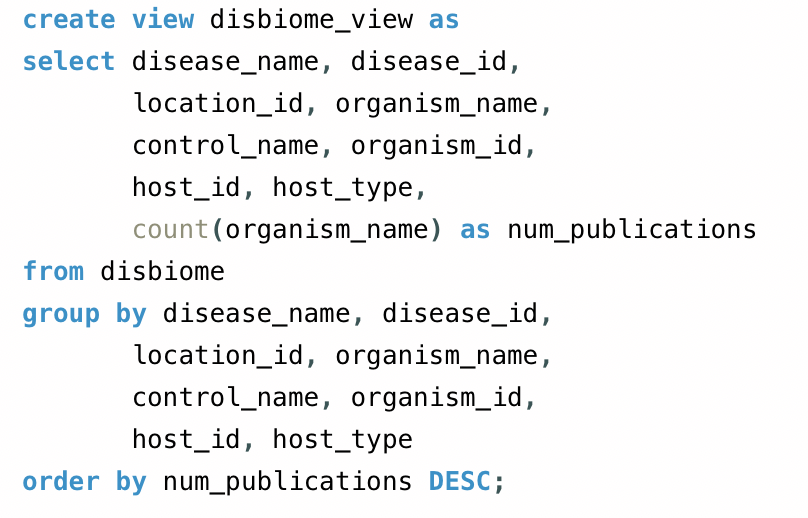 create view disbiome_view as
select disease_name, disease_id,
       location_id, organism_name,
       control_name, organism_id,
       host_id, host_type,
       count(organism_name) as num_publications
from disbiome
group by disease_name, disease_id,
       location_id, organism_name,
       control_name, organism_id,
       host_id, host_type
order by num_publications DESC;